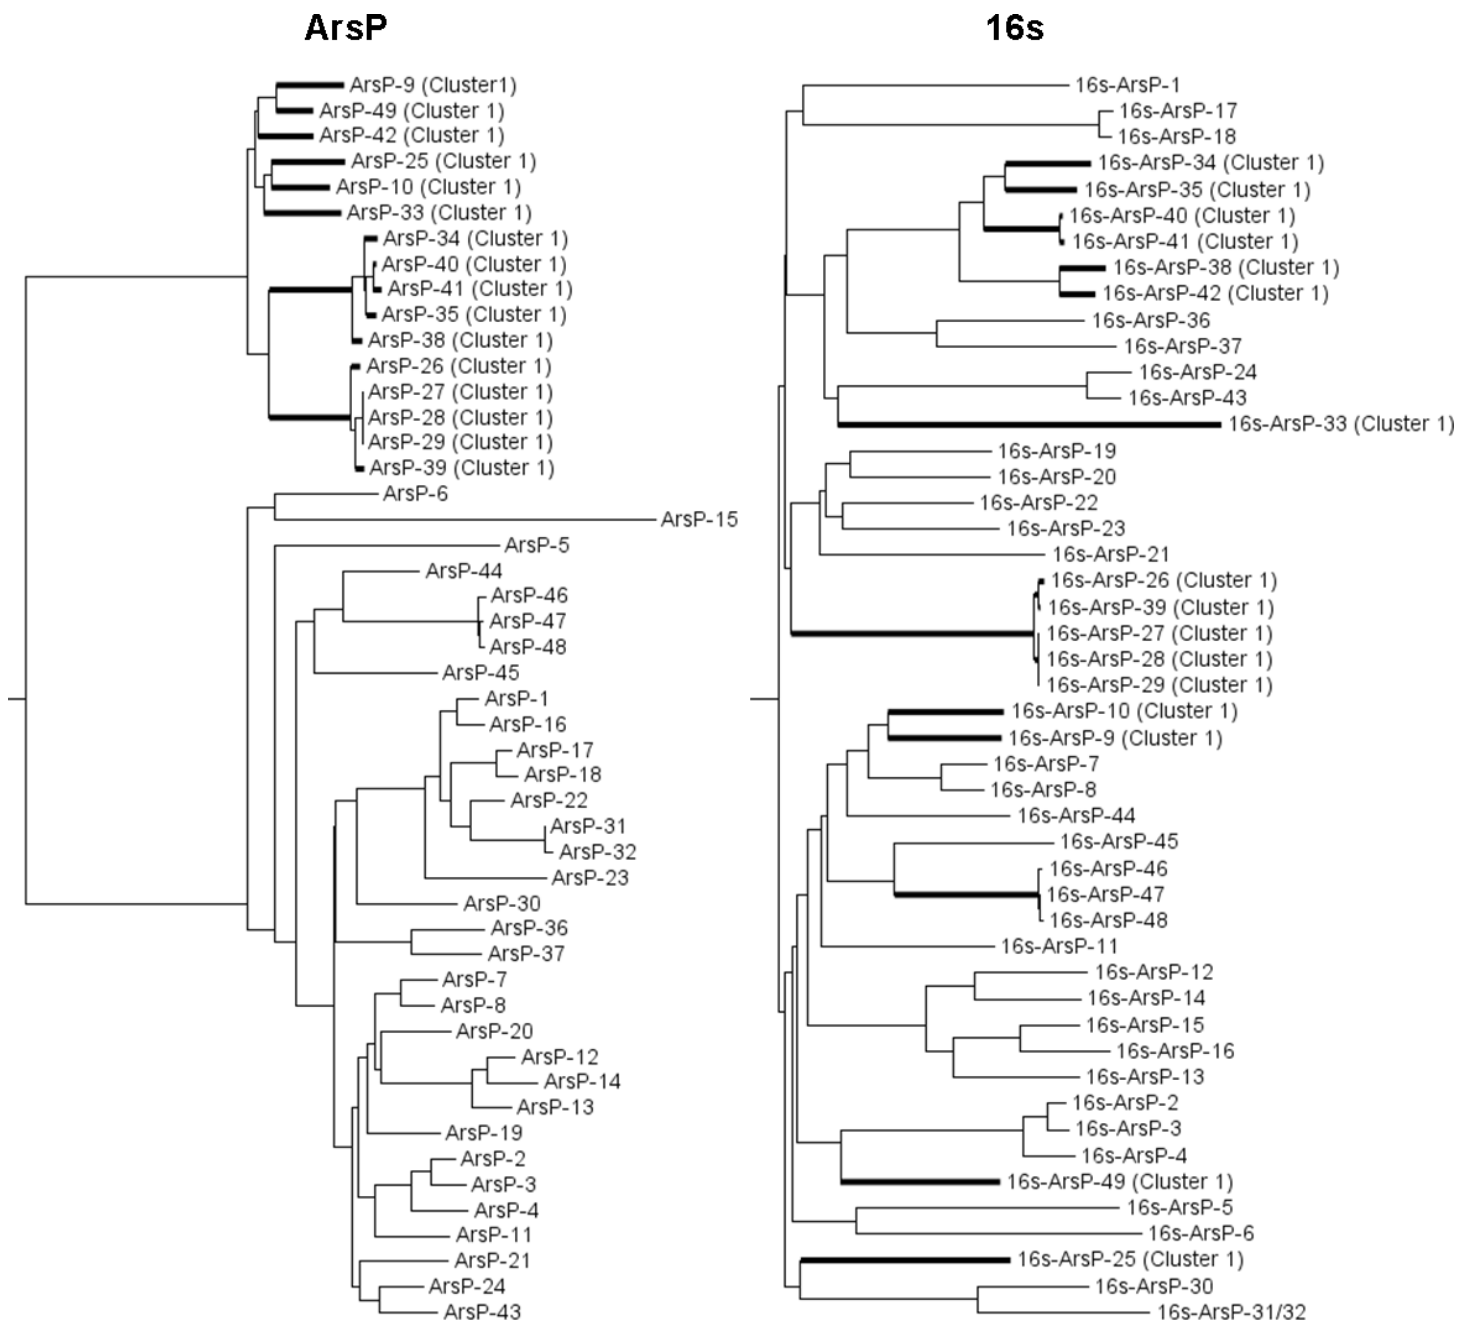 ArsP
ArsP-9 (Cluster1)
ArsP-49 (Cluster 1)
ArsP-42 (Cluster 1)
ArsP-25 (Cluster 1)
ArsP-10 (Cluster 1)
ArsP-33 (Cluster 1)
ArsP-34 (Cluster 1)
ArsP-40 (Cluster 1)
ArsP-41 (Cluster 1)
ArsP-35 (Cluster 1)
ArsP-38 (Cluster 1)
ArsP-26 (Cluster 1)
ArsP-27 (Cluster 1)
ArsP-28 (Cluster 1)
ArsP-29 (Cluster 1)
ArsP-39 (Cluster 1)
ArsP-6
ArsP-15
ArsP-5
ArsP-44
ArsP-46
ArsP-47
ArsP-48
ArsP-45
ArsP-1
ArsP-16
ArsP-17
ArsP-18
ArsP-22
ArsP-31
ArsP-32
ArsP-23
ArsP-30
ArsP-36
ArsP-37
ArsP-7
ArsP-8
ArsP-20
ArsP-12
ArsP-14
ArsP-13
ArsP-19
ArsP-2
ArsP-3
ArsP-4
ArsP-11
ArsP-21
ArsP-24
ArsP-43
16s
16s-ArsP-1
16s-ArsP-17
16s-ArsP-18
16s-ArsP-34 (Cluster 1)
16s-ArsP-35 (Cluster 1)
16s-ArsP-40 (Cluster 1)
16s-ArsP-41 (Cluster 1)
16s-ArsP-38 (Cluster 1)
16s-ArsP-42 (Cluster 1)
16s-ArsP-36
16s-ArsP-37
16s-ArsP-24
16s-ArsP-43
16s-ArsP-33 (Cluster 1)
16s-ArsP-19
16s-ArsP-20
16s-ArsP-22
16s-ArsP-23
16s-ArsP-21
16s-ArsP-26 (Cluster 1)
16s-ArsP-39 (Cluster 1)
16s-ArsP-27 (Cluster 1)
16s-ArsP-28 (Cluster 1)
16s-ArsP-29 (Cluster 1)
16s-ArsP-10 (Cluster 1)
16s-ArsP-9 (Cluster 1)
16s-ArsP-7
16s-ArsP-8
16s-ArsP-44
16s-ArsP-45
16s-ArsP-46
16s-ArsP-47
16s-ArsP-48
16s-ArsP-11
16s-ArsP-12
16s-ArsP-14
16s-ArsP-15
16s-ArsP-16
16s-ArsP-13
16s-ArsP-2
16s-ArsP-3
16s-ArsP-4
16s-ArsP-49 (Cluster 1)
16s-ArsP-5
16s-ArsP-6
16s-ArsP-25 (Cluster 1)
16s-ArsP-30
16s-ArsP-31/32